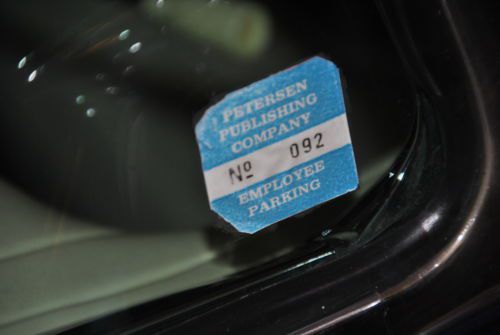 PETERSEN
PUBLISHING
COMPANY
Nº 092
EMPLOYEE
PARKING